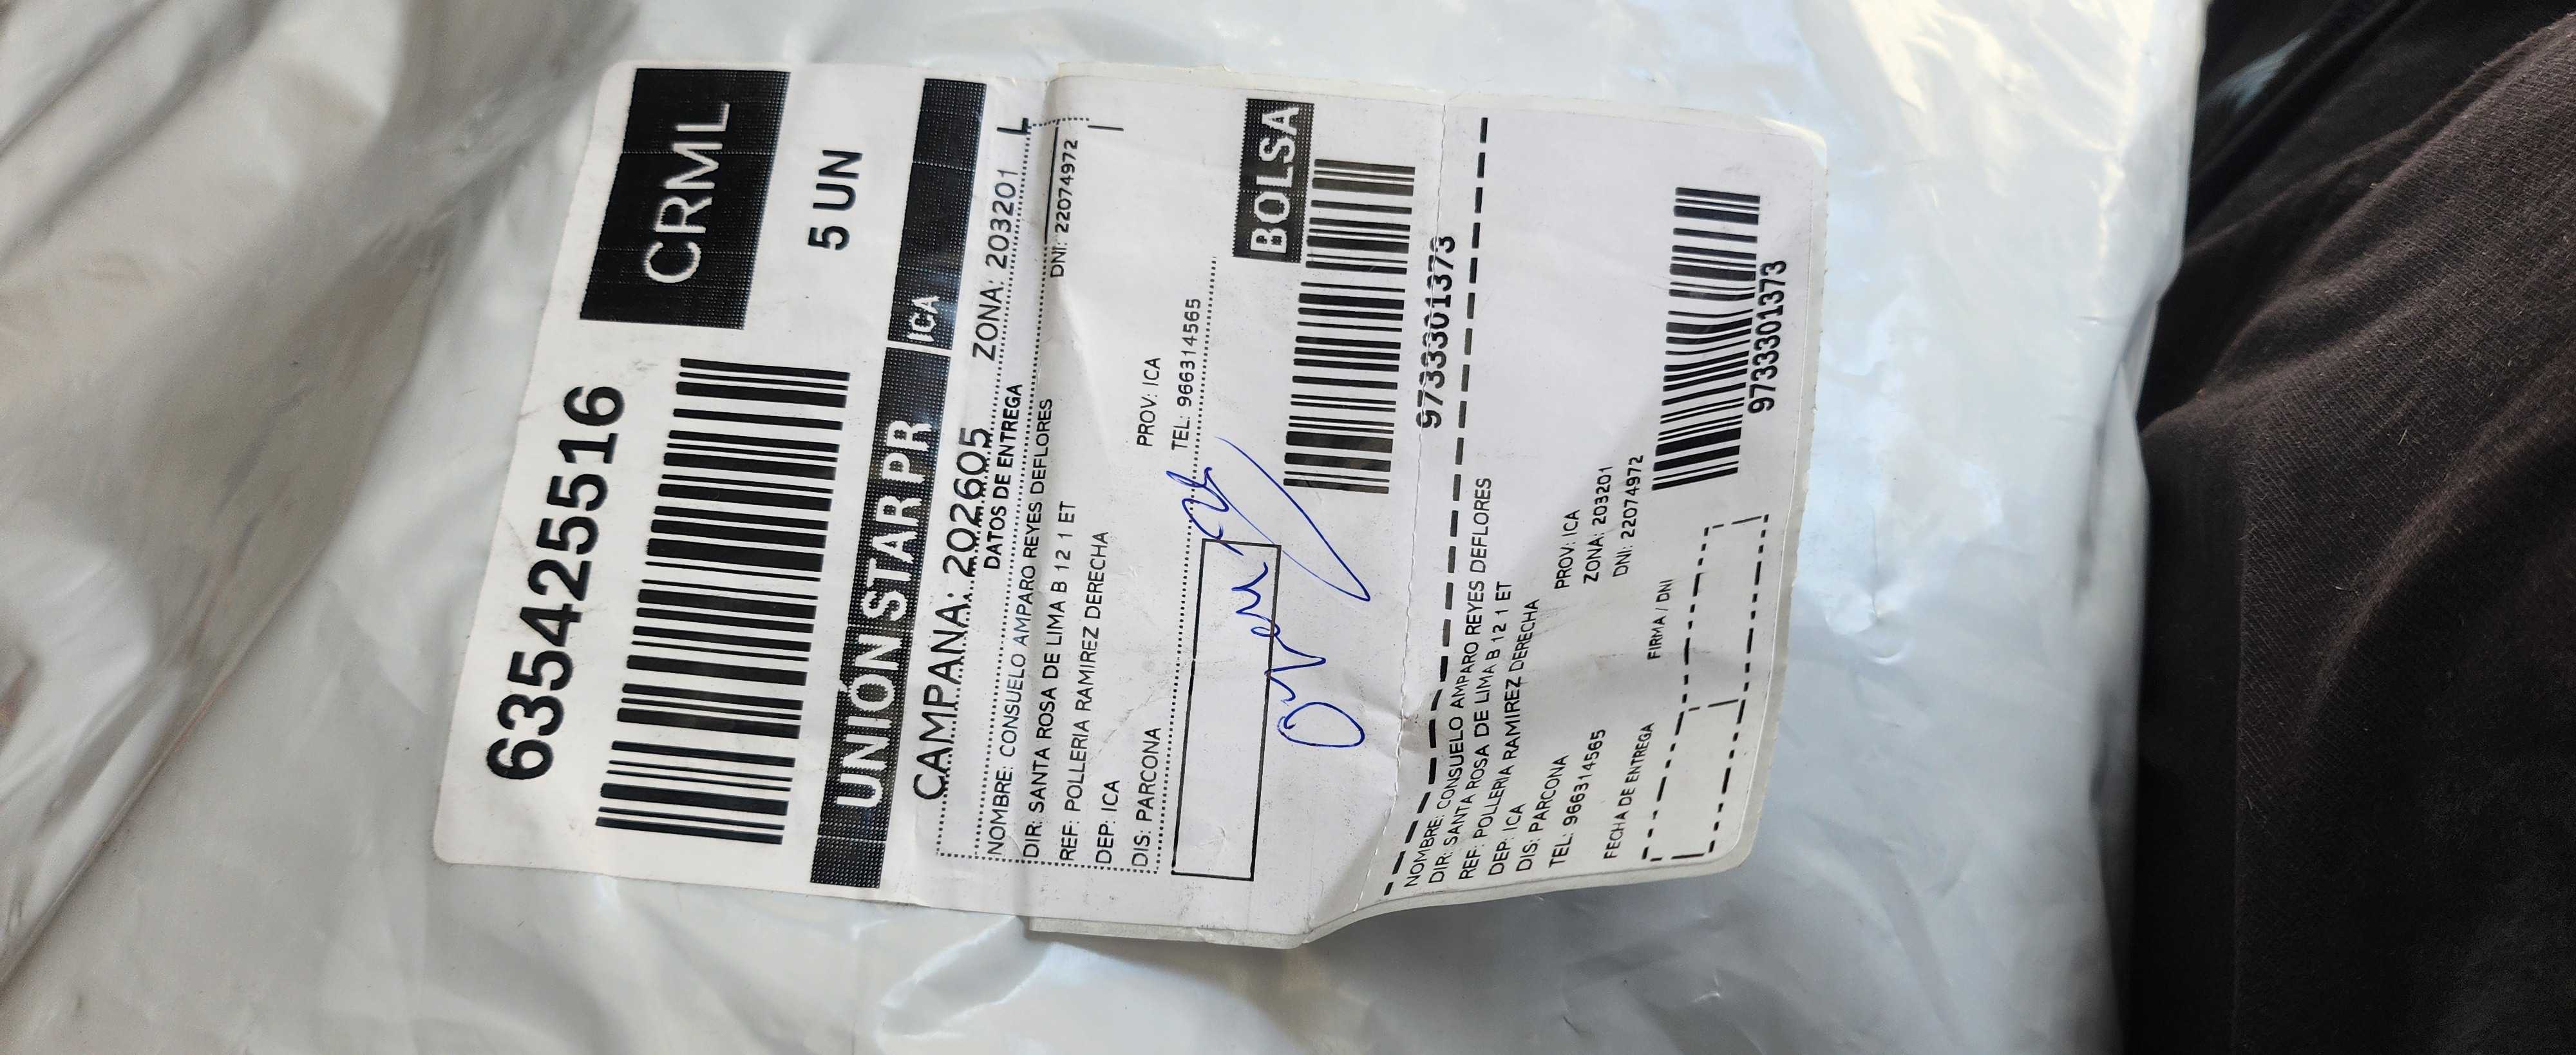 6354255516
CRML
5 UN
UNIÓN STAR PR ICA
CAMPANA: 202605 ZONA: 203201
DATOS DE ENTREGA
NOMBRE: CONSUELO AMPARO REYES DEFLORES
DNI: 22074972
DIR: SANTA ROSA DE LIMA B 12 1 ET
REF: POLLERIA RAMIREZ DERECHA
DEP: ICA PROV: ICA
DIS: PARCONA TEL: 966314565
BOLSA
9733301373
NOMBRE: CONSUELO AMPARO REYES DEFLORES
DIR: SANTA ROSA DE LIMA B 12 1 ET
REF: POLLERIA RAMIREZ DERECHA
DEP: ICA PROV: ICA
DIS: PARCONA ZONA: 203201
TEL: 966314565 DNI: 22074972
FECHA DE ENTREGA FIRMA / DNI
9733301373